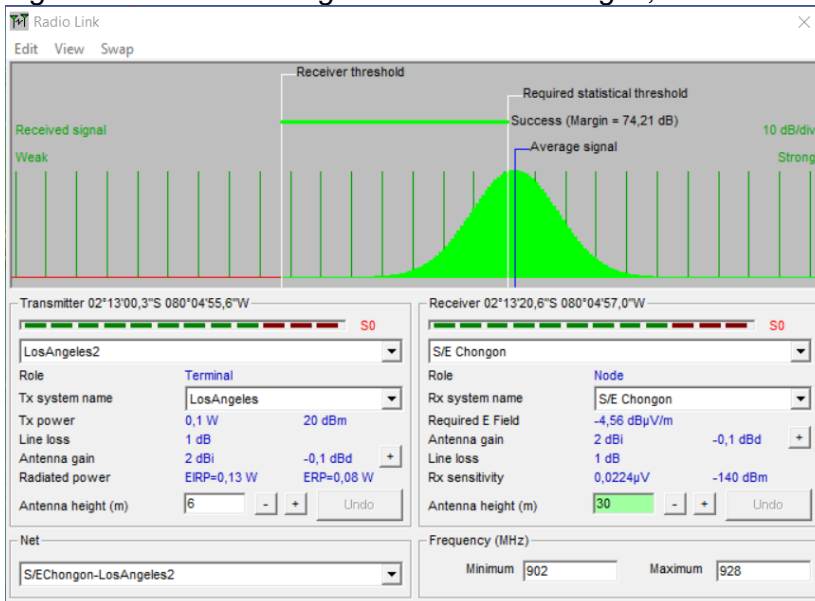 Radio Link
Edit View Swap
Receiver threshold
Required statistical threshold
Success (Margin = 74,21 dB)
Received signal
10 dB/div
Average signal
Weak
Strong
Transmitter 02°13'00,3"S 080°04'55,6"W
S0
LosAngeles2
Role Terminal
Tx system name LosAngeles
Tx power 0,1 W 20 dBm
Line loss 1 dB
Antenna gain 2 dBi -0,1 dBd +
Radiated power EIRP=0,13 W ERP=0,08 W
Antenna height (m) 6 - + Undo
Receiver 02°13'20,6"S 080°04'57,0"W
S0
S/E Chongon
Role Node
Rx system name S/E Chongon
Required E Field -4,56 dBµV/m
Antenna gain 2 dBi -0,1 dBd +
Line loss 1 dB
Rx sensitivity 0,0224µV -140 dBm
Antenna height (m) 30 - + Undo
Net
S/EChongon-LosAngeles2
Frequency (MHz)
Minimum 902 Maximum 928